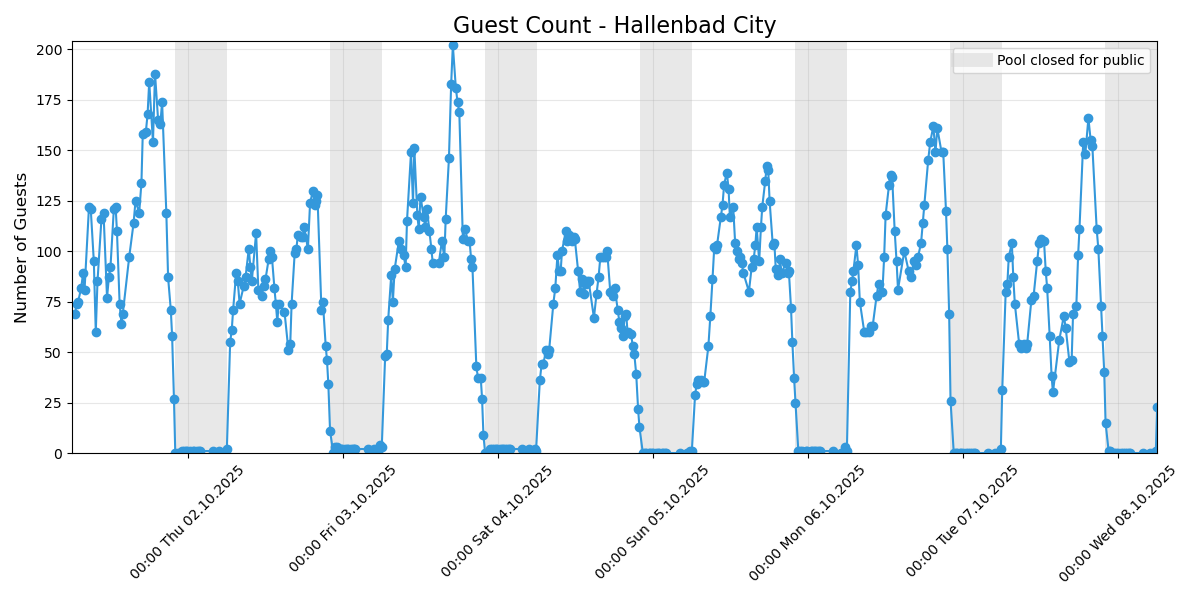 Guest Count - Hallenbad City
Pool closed for public
Number of Guests
200
175
150
125
100
75
50
25
0
00:00 Thu 02.10.2025
00:00 Fri 03.10.2025
00:00 Sat 04.10.2025
00:00 Sun 05.10.2025
00:00 Mon 06.10.2025
00:00 Tue 07.10.2025
00:00 Wed 08.10.2025